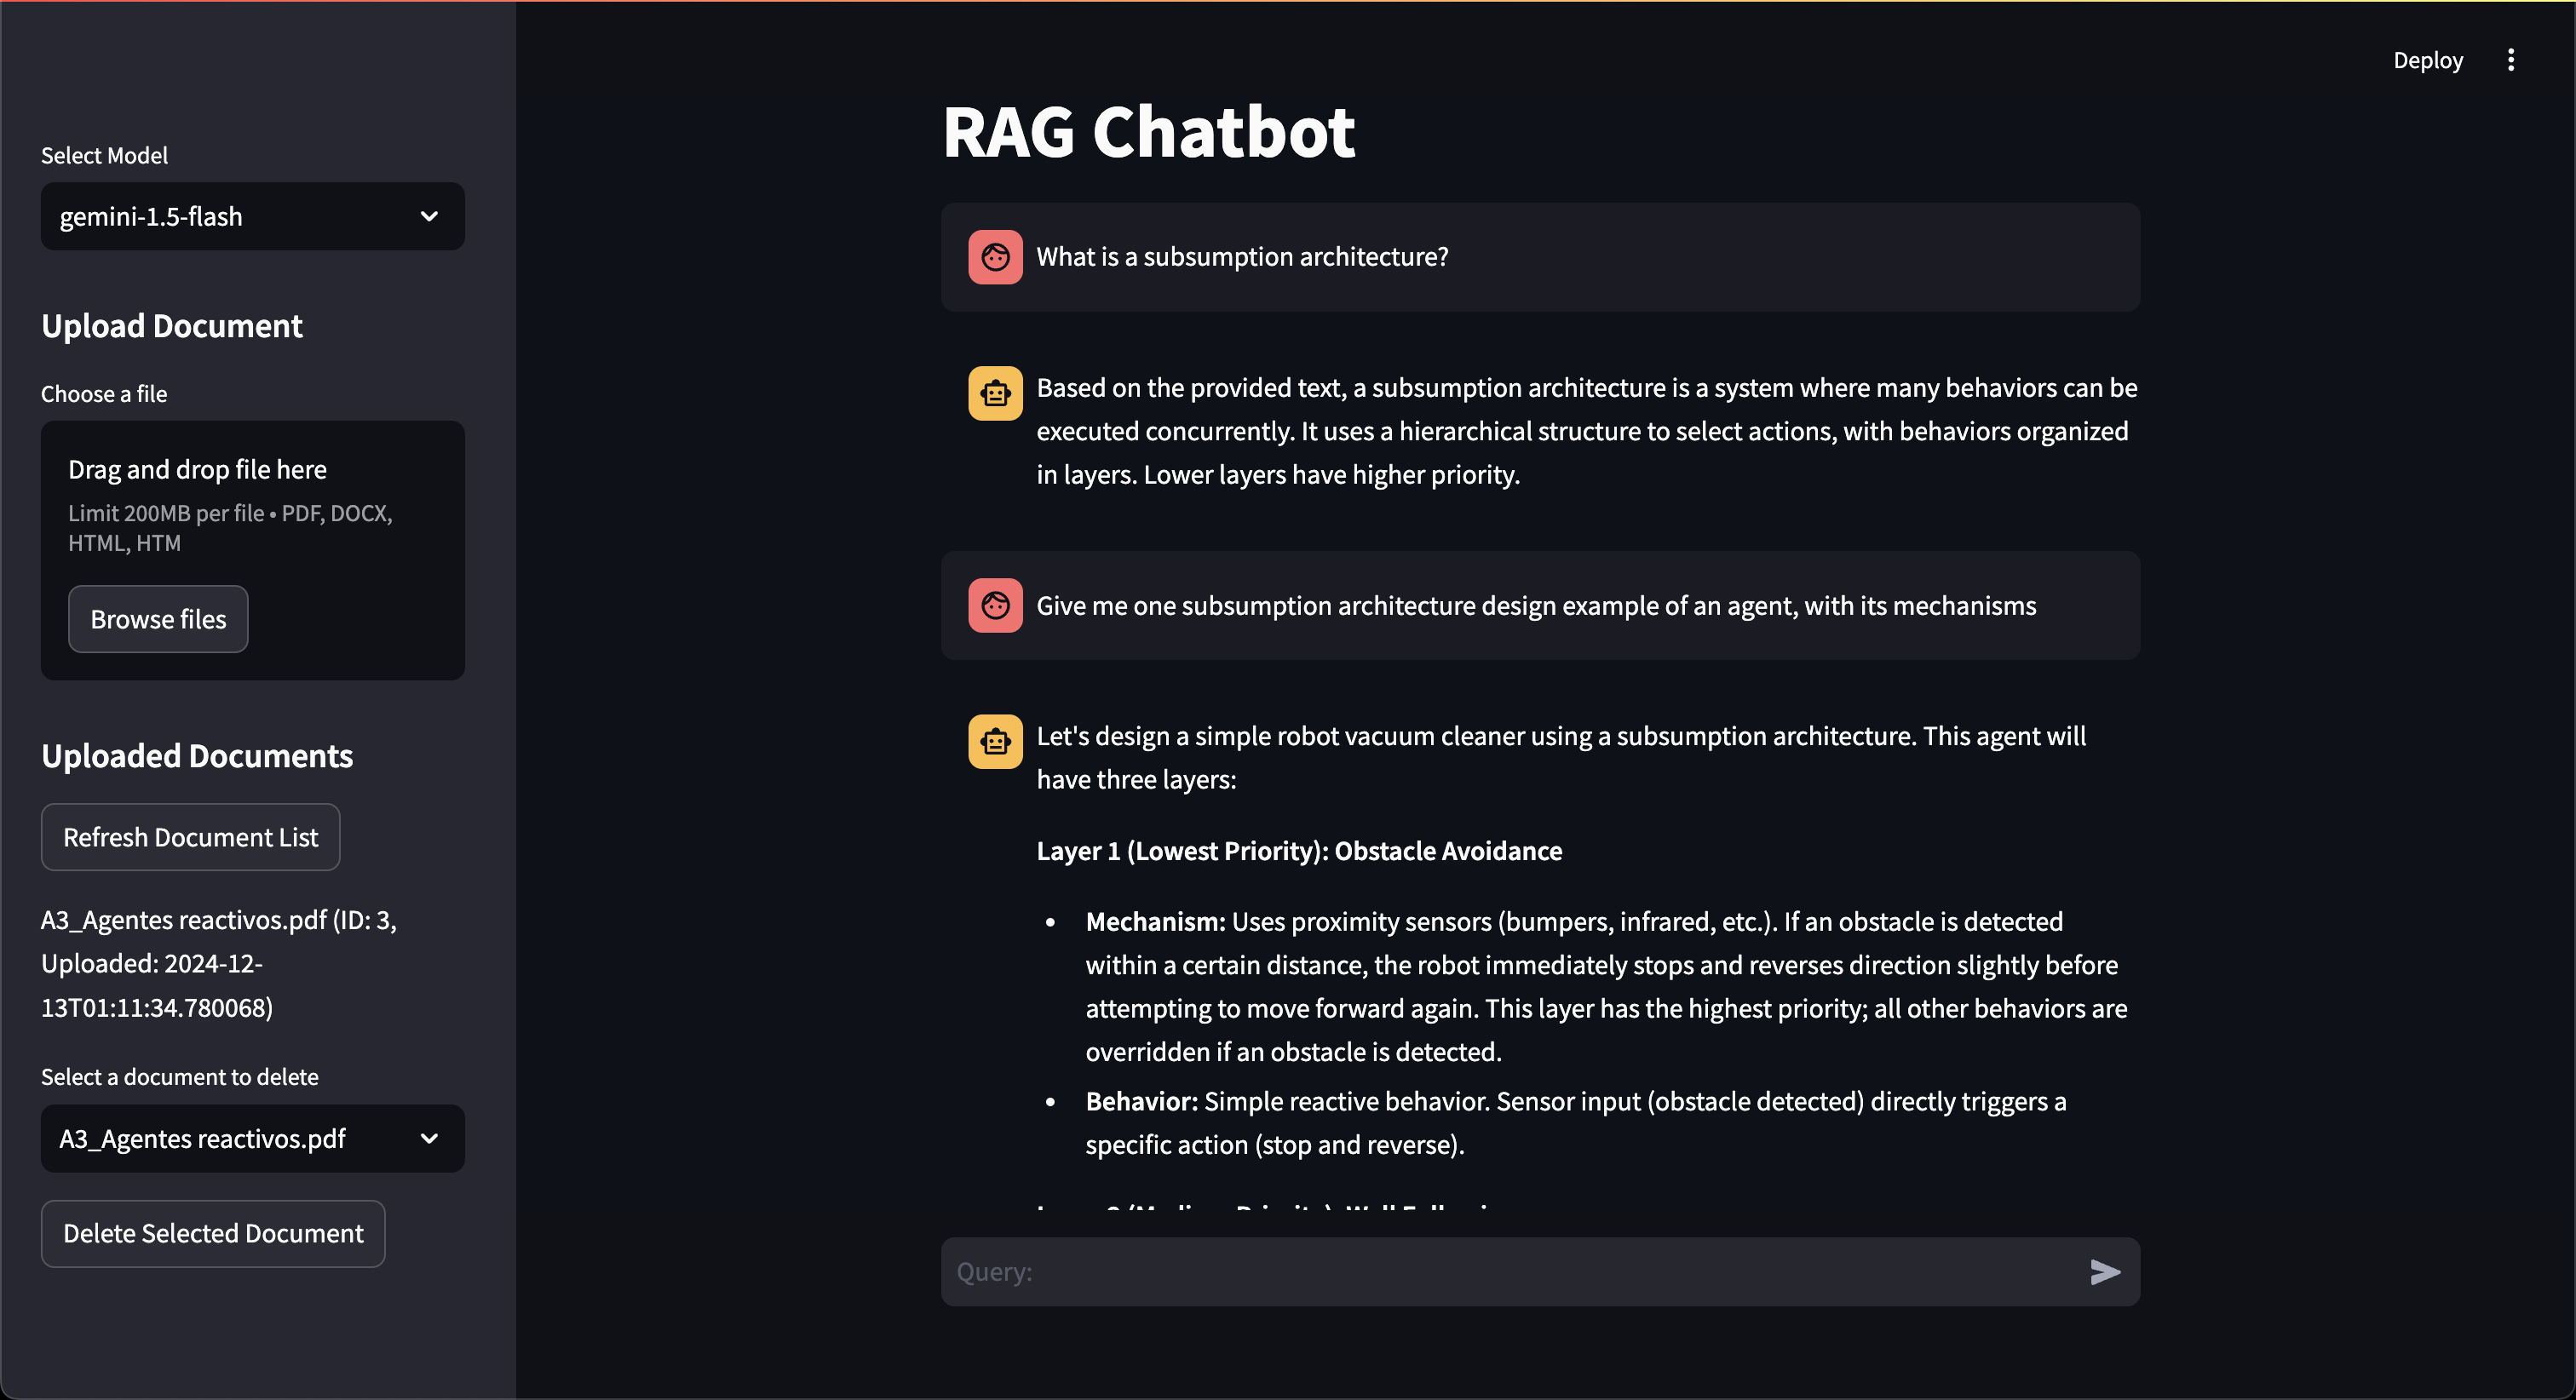 Deploy
Select Model
gemini-1.5-flash
Upload Document
Choose a file
Drag and drop file here
Limit 200MB per file • PDF, DOCX,
HTML, HTM
Browse files
Uploaded Documents
Refresh Document List
A3_Agentes reactivos.pdf (ID: 3,
Uploaded: 2024-12-
13T01:11:34.780068)
Select a document to delete
A3_Agentes reactivos.pdf
Delete Selected Document
RAG Chatbot
What is a subsumption architecture?
Based on the provided text, a subsumption architecture is a system where many behaviors can be
executed concurrently. It uses a hierarchical structure to select actions, with behaviors organized
in layers. Lower layers have higher priority.
Give me one subsumption architecture design example of an agent, with its mechanisms
Let's design a simple robot vacuum cleaner using a subsumption architecture. This agent will
have three layers:
Layer 1 (Lowest Priority): Obstacle Avoidance
• Mechanism: Uses proximity sensors (bumpers, infrared, etc.). If an obstacle is detected
within a certain distance, the robot immediately stops and reverses direction slightly before
attempting to move forward again. This layer has the highest priority; all other behaviors are
overridden if an obstacle is detected.
• Behavior: Simple reactive behavior. Sensor input (obstacle detected) directly triggers a
specific action (stop and reverse).
Query: